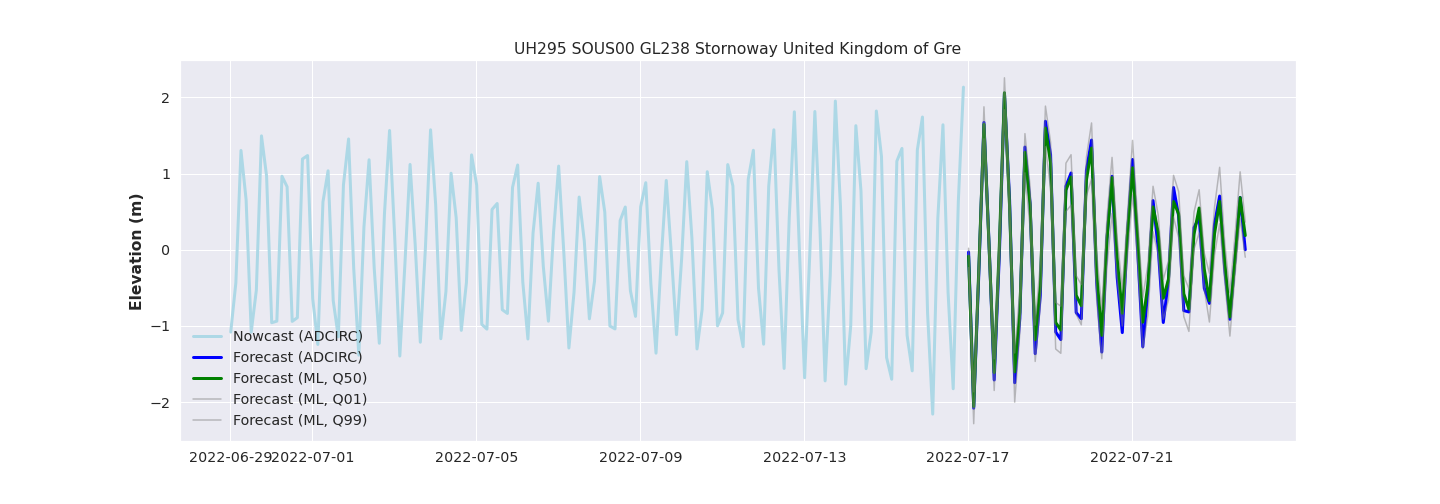 UH295 SOUS00 GL238 Stornoway United Kingdom of Gre
Elevation (m)
2
1
0
−1
−2
Nowcast (ADCIRC)
Forecast (ADCIRC)
Forecast (ML, Q50)
Forecast (ML, Q01)
Forecast (ML, Q99)
2022-06-29 2022-07-01 2022-07-05 2022-07-09 2022-07-13 2022-07-17 2022-07-21